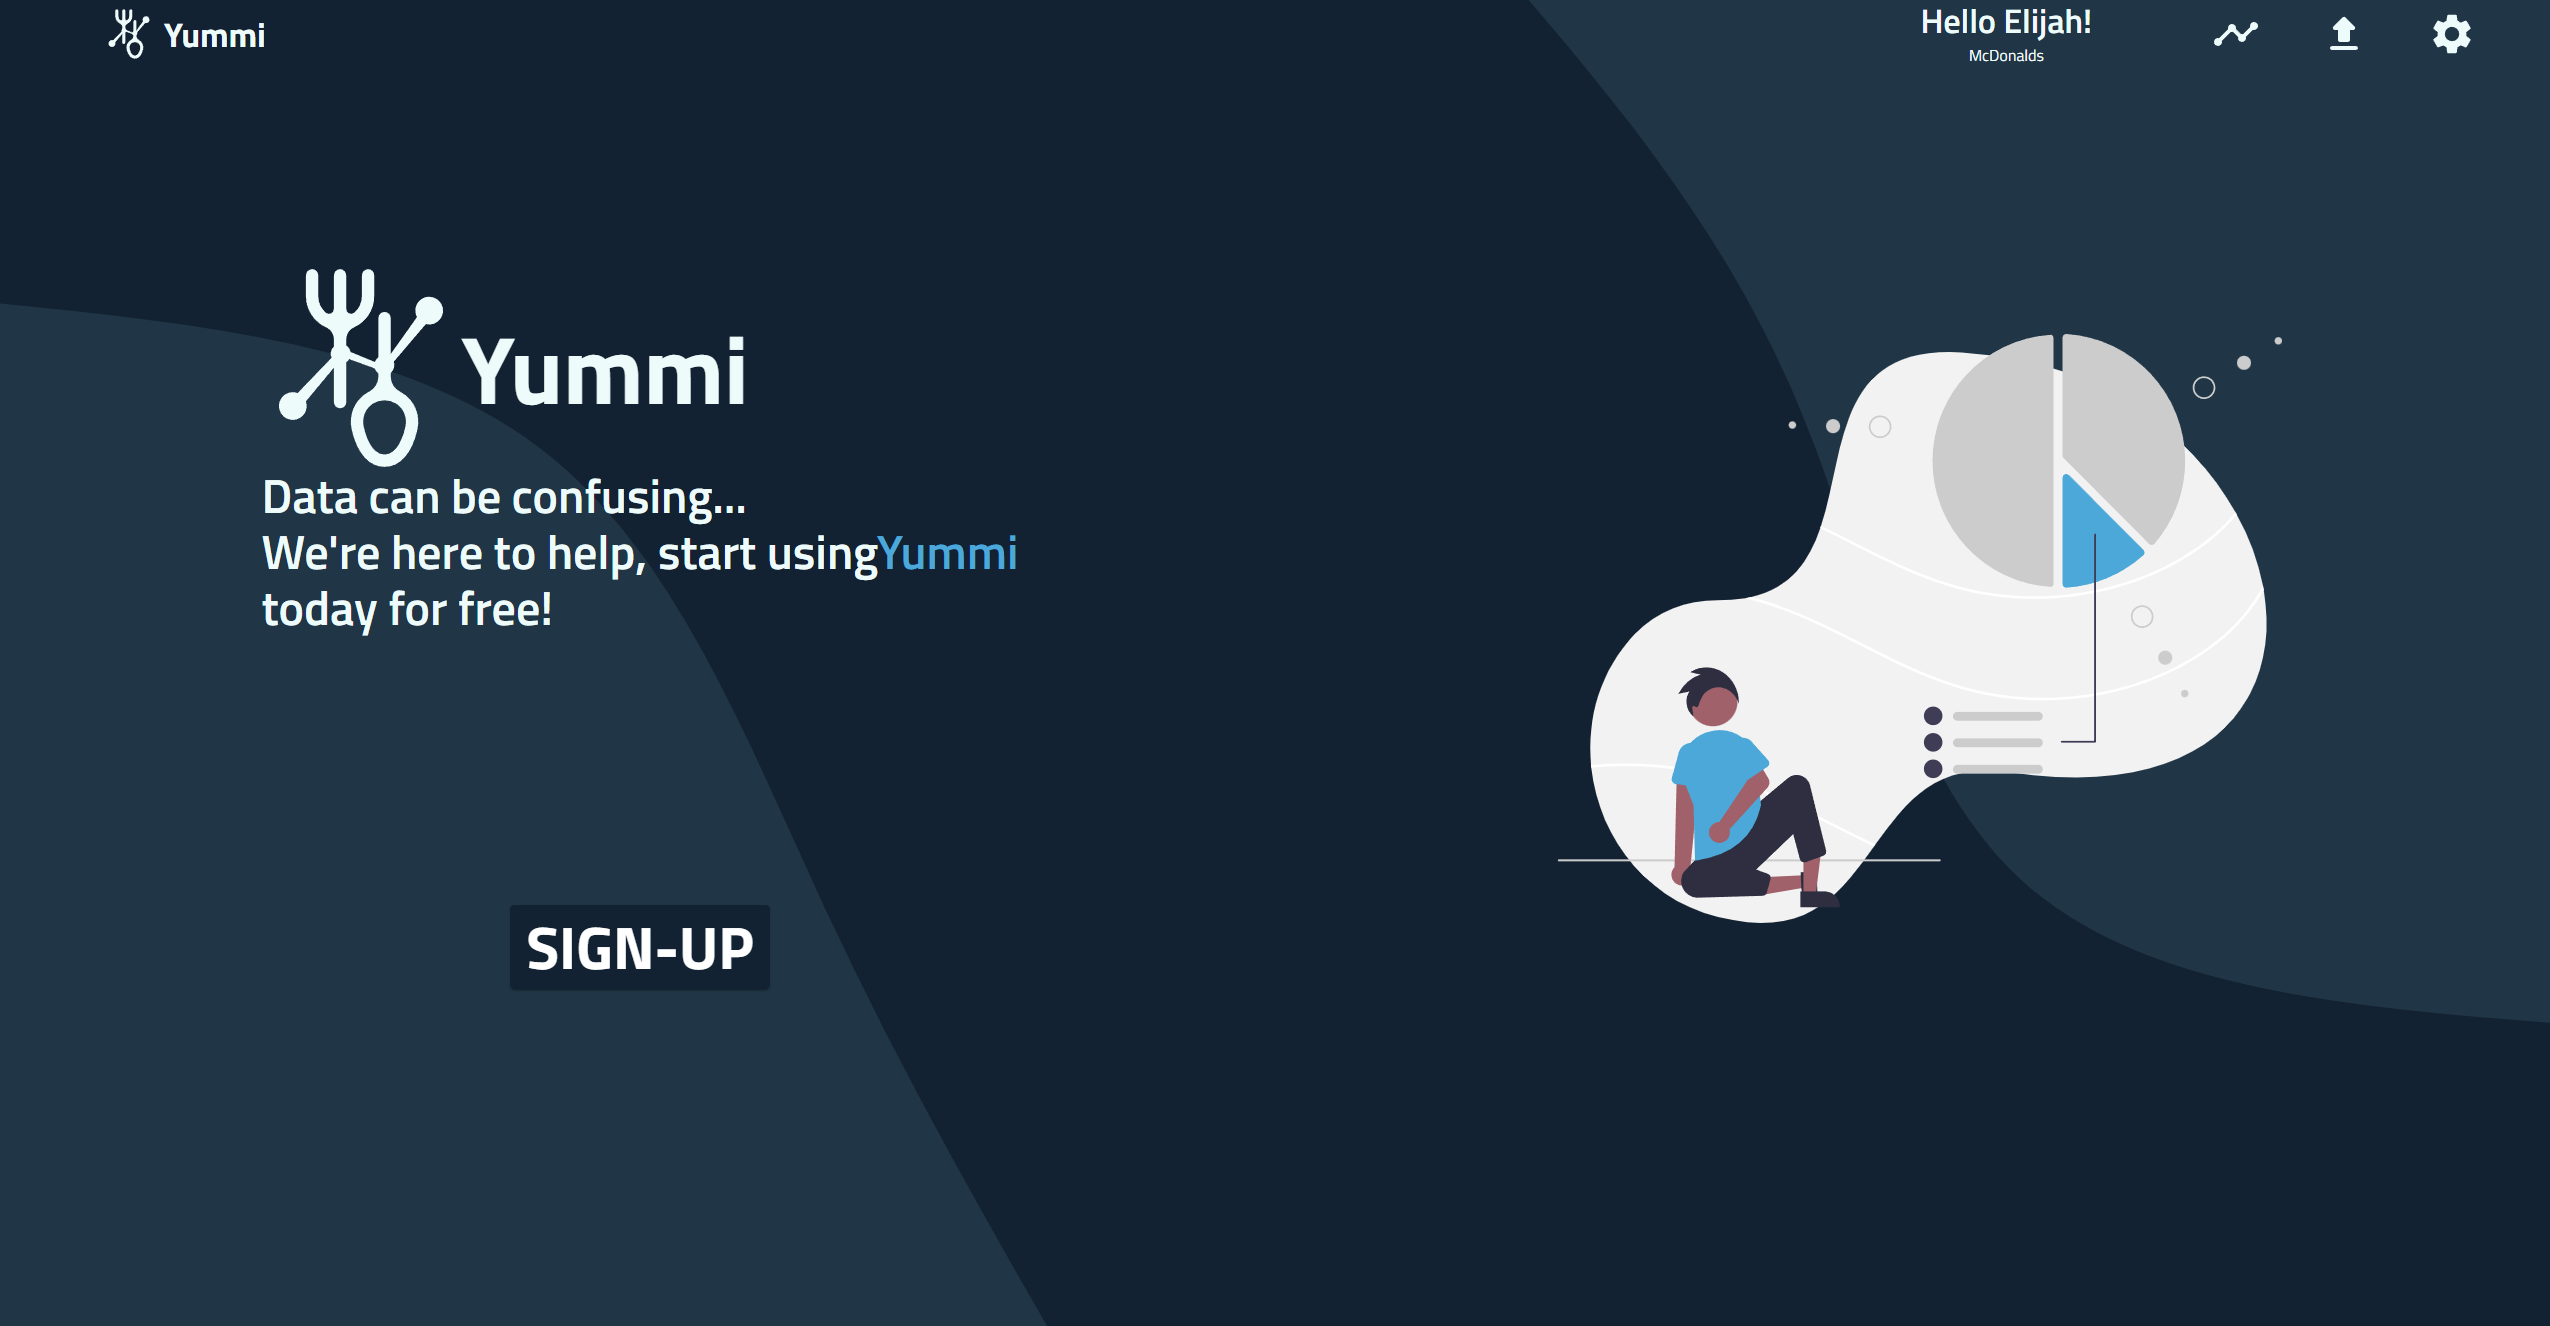 Yummi
Hello Elijah!
McDonalds
Yummi
Data can be confusing...
We're here to help, start usingYummi
today for free!
SIGN-UP